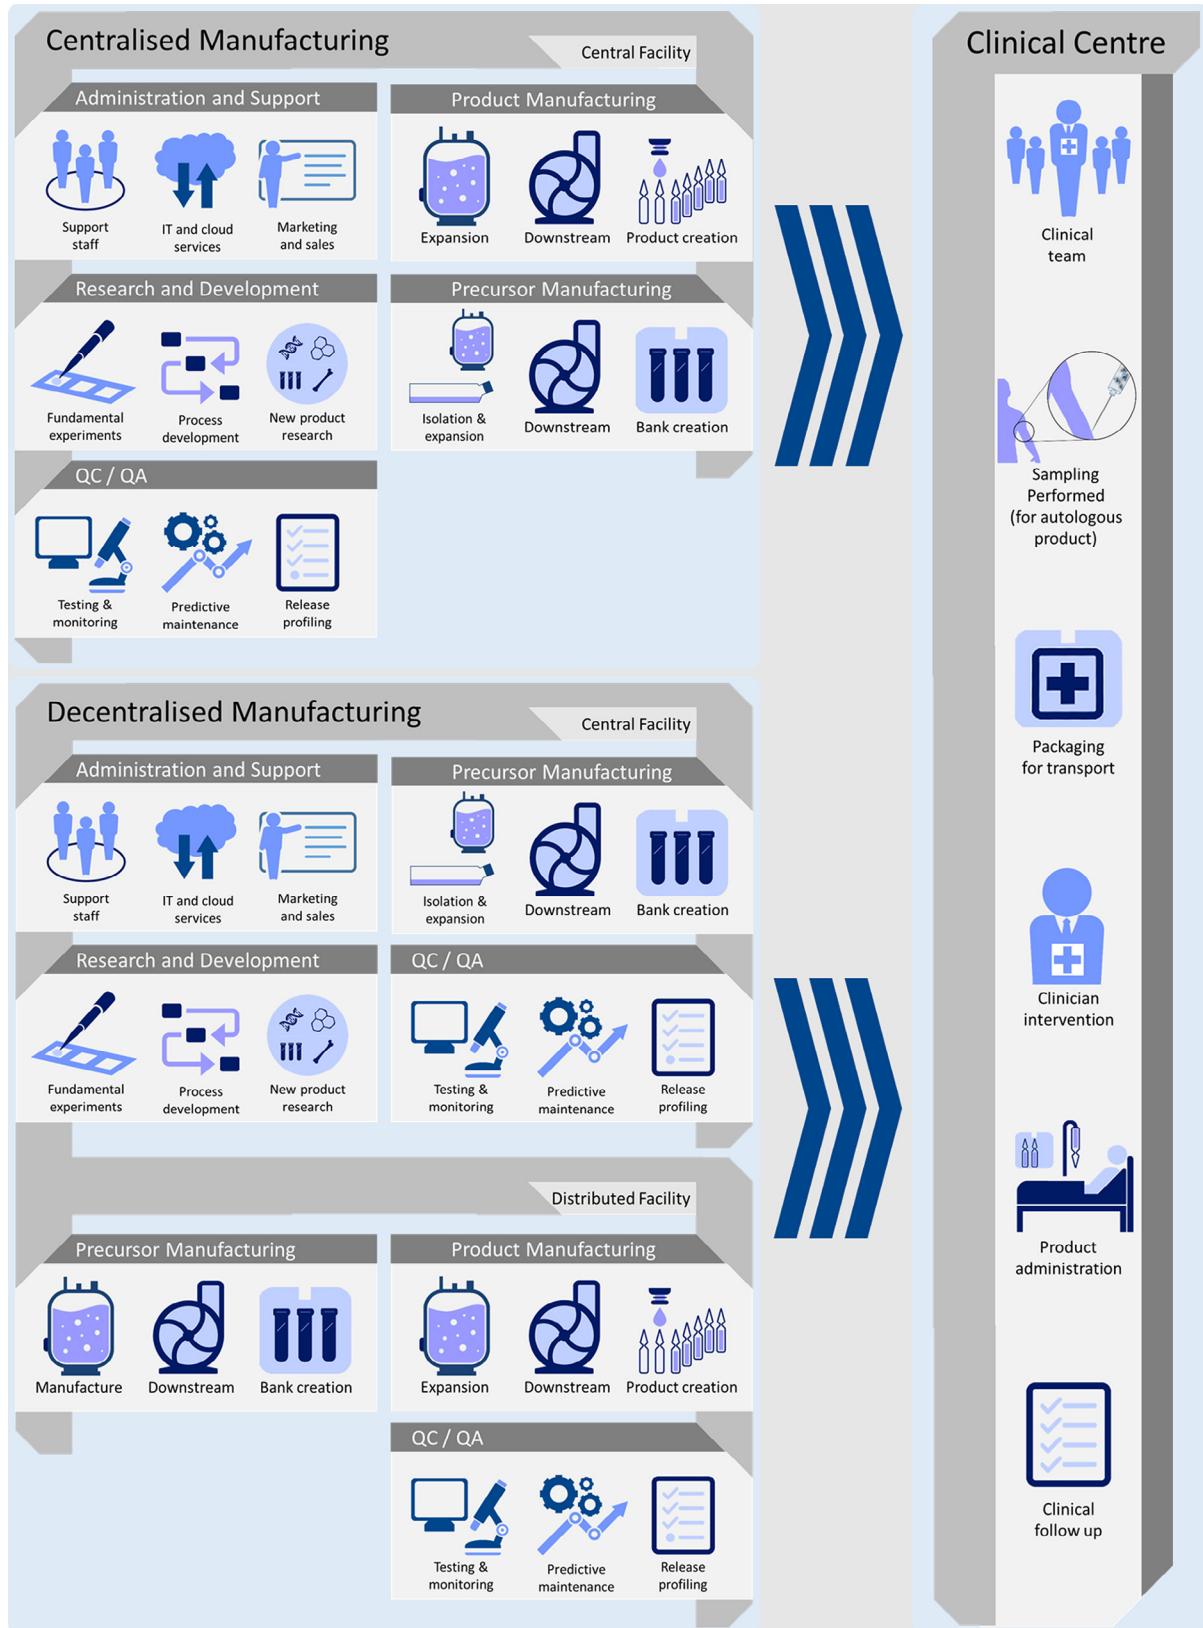 Centralised Manufacturing
Central Facility
Administration and Support
Support
staff
IT and cloud
services
Marketing
and sales
Product Manufacturing
Expansion
Downstream
Product creation
Research and Development
Fundamental
experiments
Process
development
New product
research
Precursor Manufacturing
Isolation &
expansion
Downstream
Bank creation
QC / QA
Testing &
monitoring
Predictive
maintenance
Release
profiling
Decentralised Manufacturing
Central Facility
Administration and Support
Support
staff
IT and cloud
services
Marketing
and sales
Precursor Manufacturing
Isolation &
expansion
Downstream
Bank creation
Research and Development
Fundamental
experiments
Process
development
New product
research
QC / QA
Testing &
monitoring
Predictive
maintenance
Release
profiling
Distributed Facility
Precursor Manufacturing
Manufacture
Downstream
Bank creation
Product Manufacturing
Expansion
Downstream
Product creation
QC / QA
Testing &
monitoring
Predictive
maintenance
Release
profiling
Clinical Centre
Clinical
team
Sampling
Performed
(for autologous
product)
Packaging
for transport
Clinician
intervention
Product
administration
Clinical
follow up